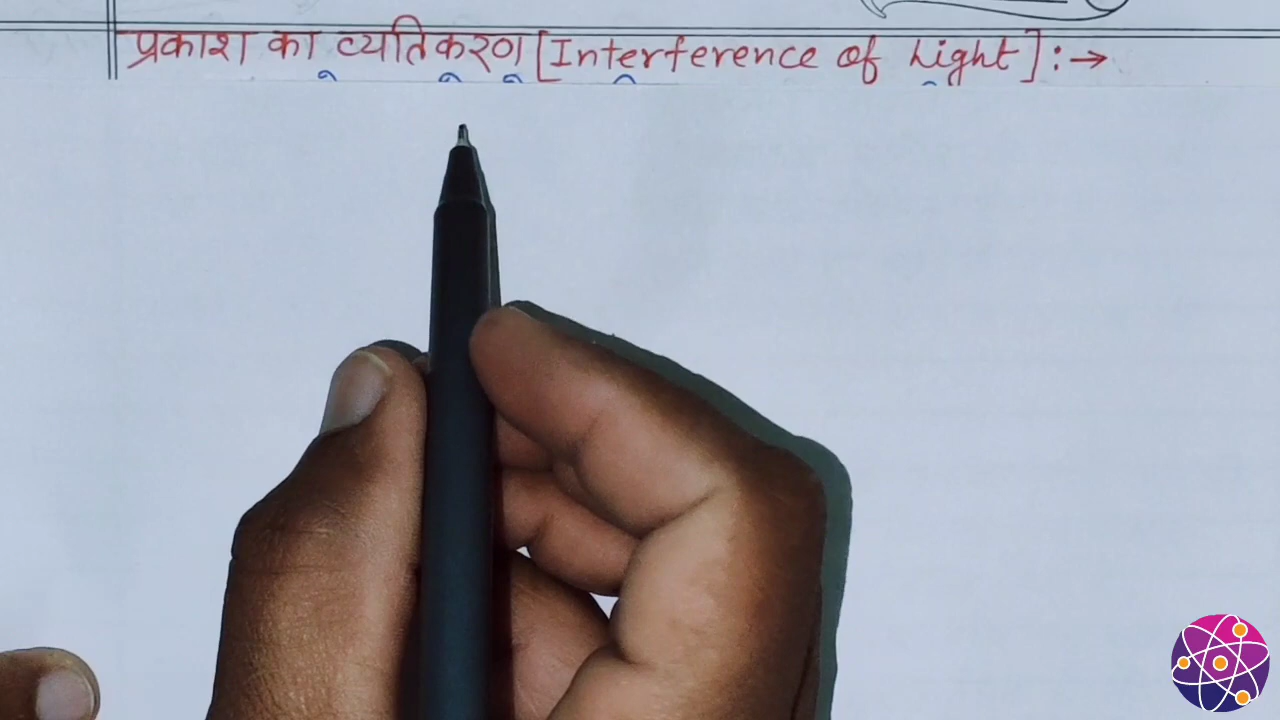 प्रकाश का व्यतिकरण [Interference of Light] :→